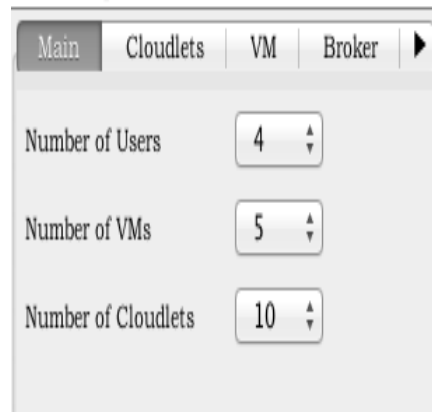 Main Cloudlets VM Broker
Number of Users 4
Number of VMs 5
Number of Cloudlets 10